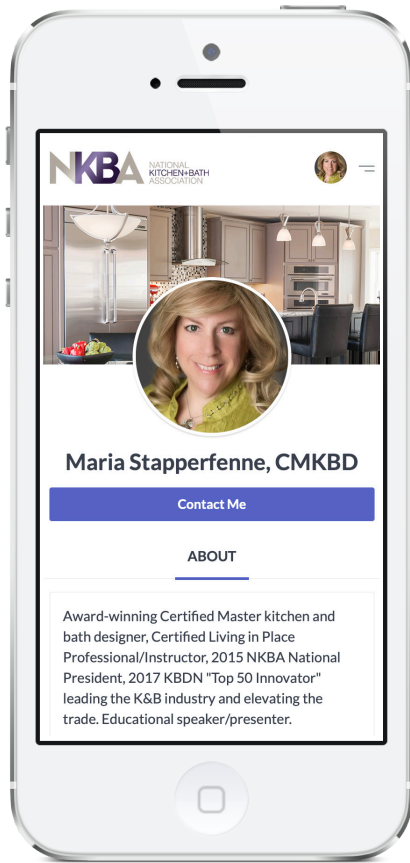 NKBA NATIONAL
KITCHEN+BATH
ASSOCIATION
Maria Stapperfenne, CMKBD
Contact Me
ABOUT
Award-winning Certified Master kitchen and
bath designer, Certified Living in Place
Professional/Instructor, 2015 NKBA National
President, 2017 KBDN "Top 50 Innovator"
leading the K&B industry and elevating the
trade. Educational speaker/presenter.